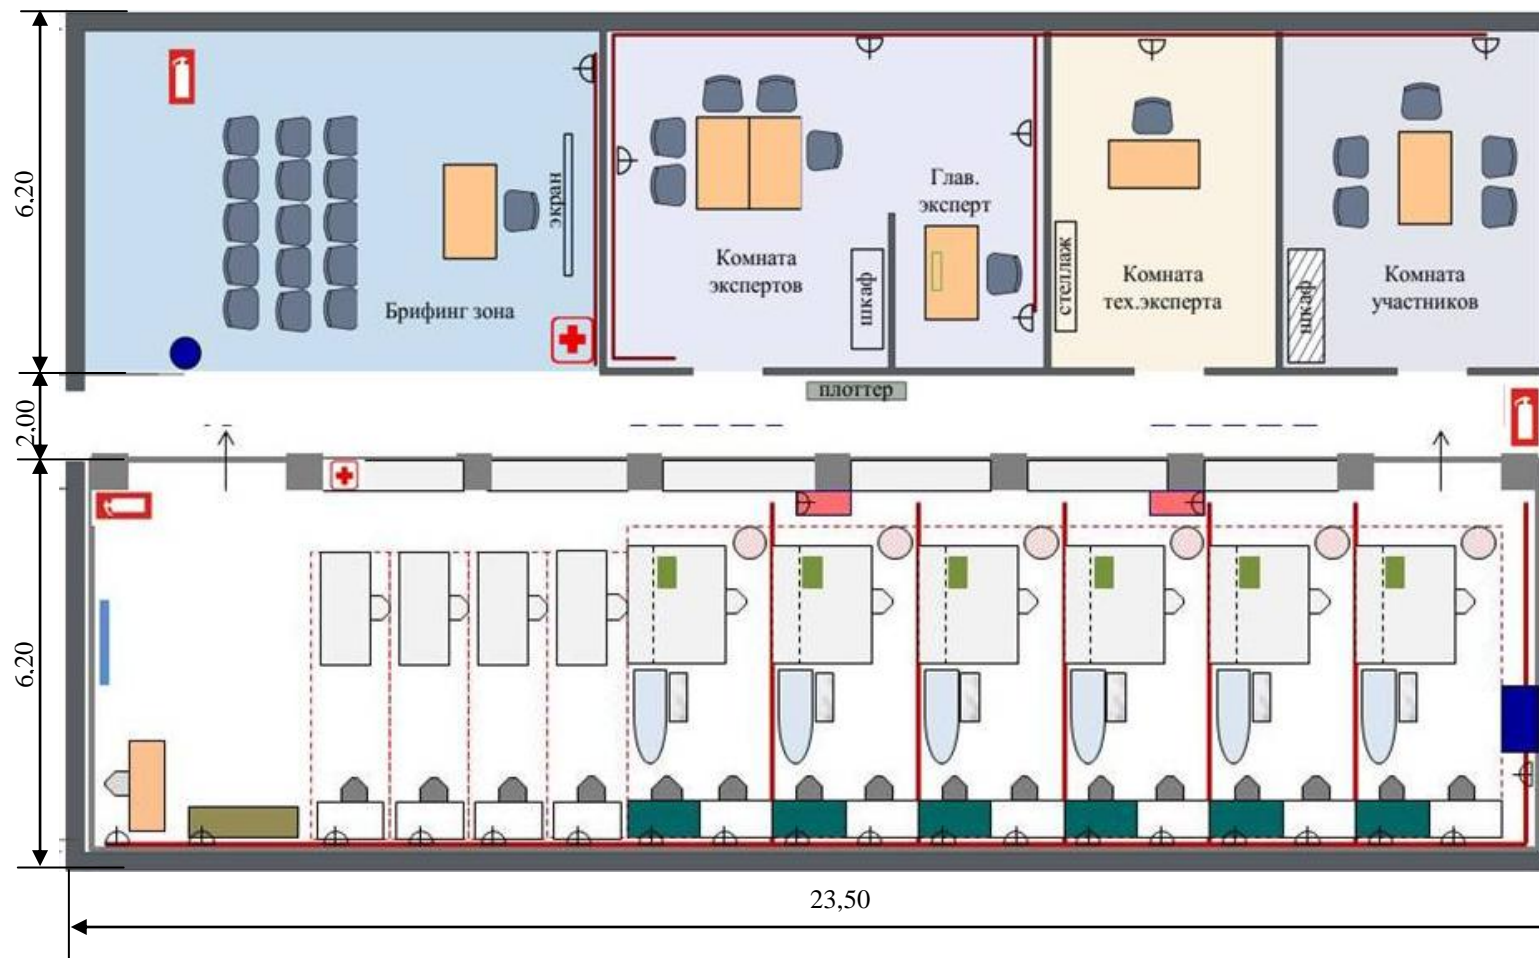 6,20
экран
Брифинг зона
Комната
экспертов
шкаф
Глав.
эксперт
стеллаж
Комната
тех.эксперта
шкаф
Комната
участников
2,00
плоттер
6,20
23,50